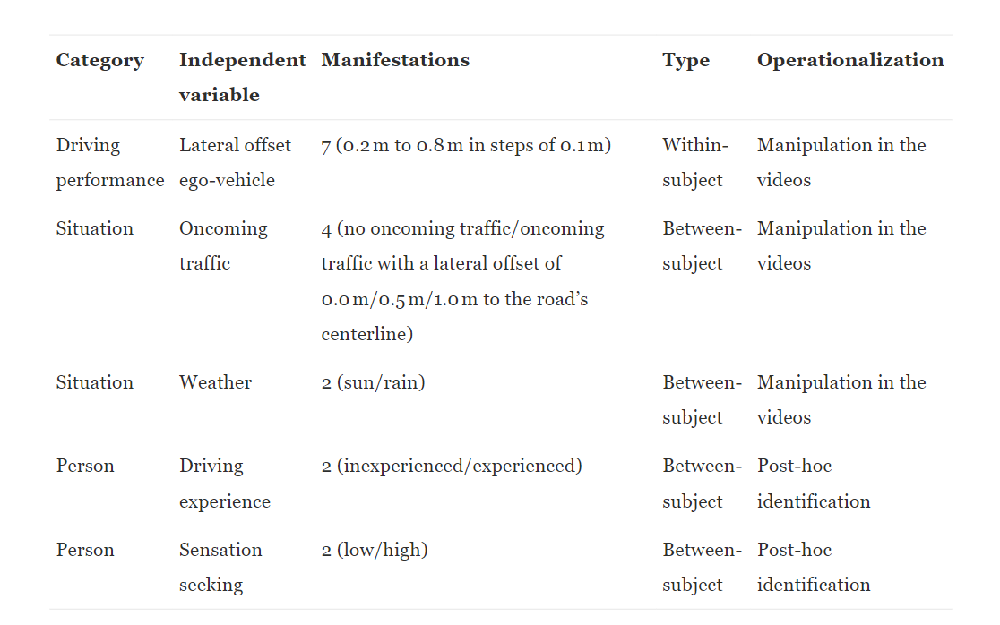 Category Independent variable Manifestations Type Operationalization
Driving performance Lateral offset ego-vehicle 7 (0.2 m to 0.8 m in steps of 0.1 m) Within-subject Manipulation in the videos
Situation Oncoming traffic 4 (no oncoming traffic/oncoming traffic with a lateral offset of 0.0 m/0.5 m/1.0 m to the road’s centerline) Between-subject Manipulation in the videos
Situation Weather 2 (sun/rain) Between-subject Manipulation in the videos
Person Driving experience 2 (inexperienced/experienced) Between-subject Post-hoc identification
Person Sensation seeking 2 (low/high) Between-subject Post-hoc identification